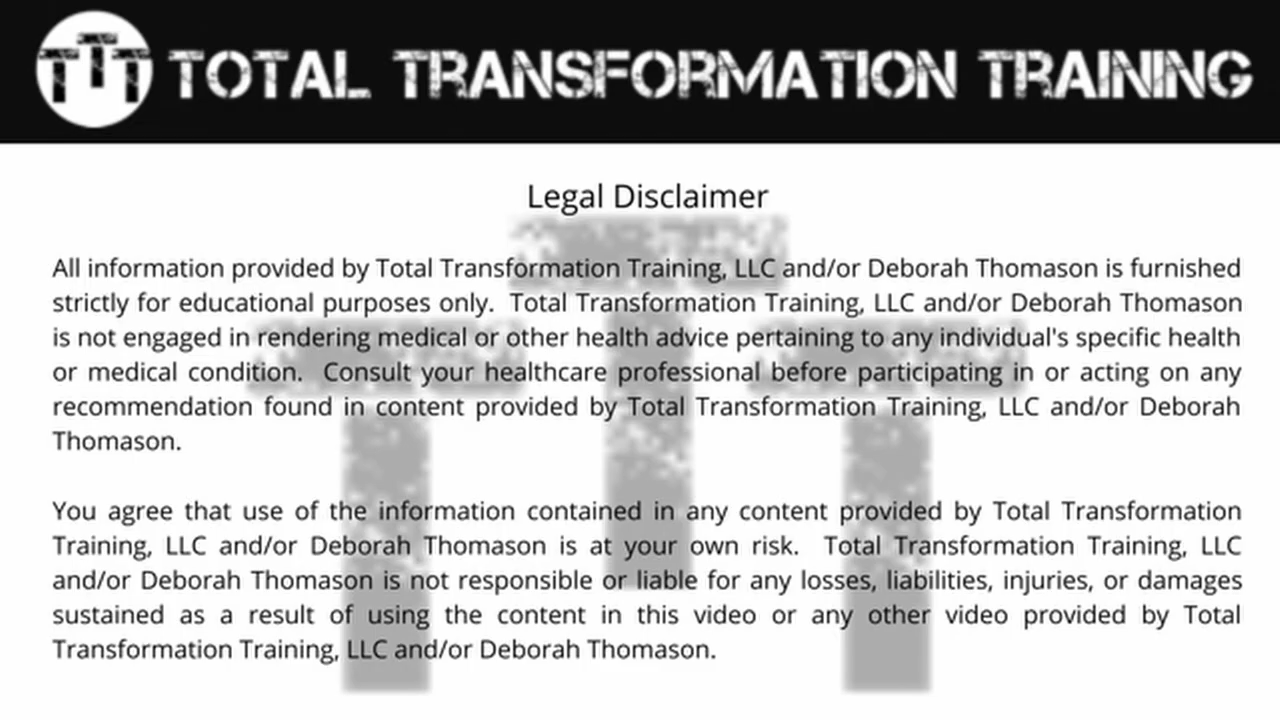 TTT TOTAL TRANSFORMATION TRAINING
Legal Disclaimer
All information provided by Total Transformation Training, LLC and/or Deborah Thomason is furnished
strictly for educational purposes only. Total Transformation Training, LLC and/or Deborah Thomason
is not engaged in rendering medical or other health advice pertaining to any individual's specific health
or medical condition. Consult your healthcare professional before participating in or acting on any
recommendation found in content provided by Total Transformation Training, LLC and/or Deborah
Thomason.
You agree that use of the information contained in any content provided by Total Transformation
Training, LLC and/or Deborah Thomason is at your own risk. Total Transformation Training, LLC
and/or Deborah Thomason is not responsible or liable for any losses, liabilities, injuries, or damages
sustained as a result of using the content in this video or any other video provided by Total
Transformation Training, LLC and/or Deborah Thomason.